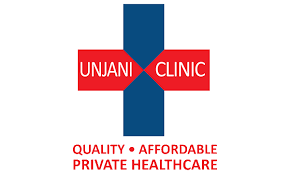 UNJANI CLINIC
QUALITY • AFFORDABLE
PRIVATE HEALTHCARE